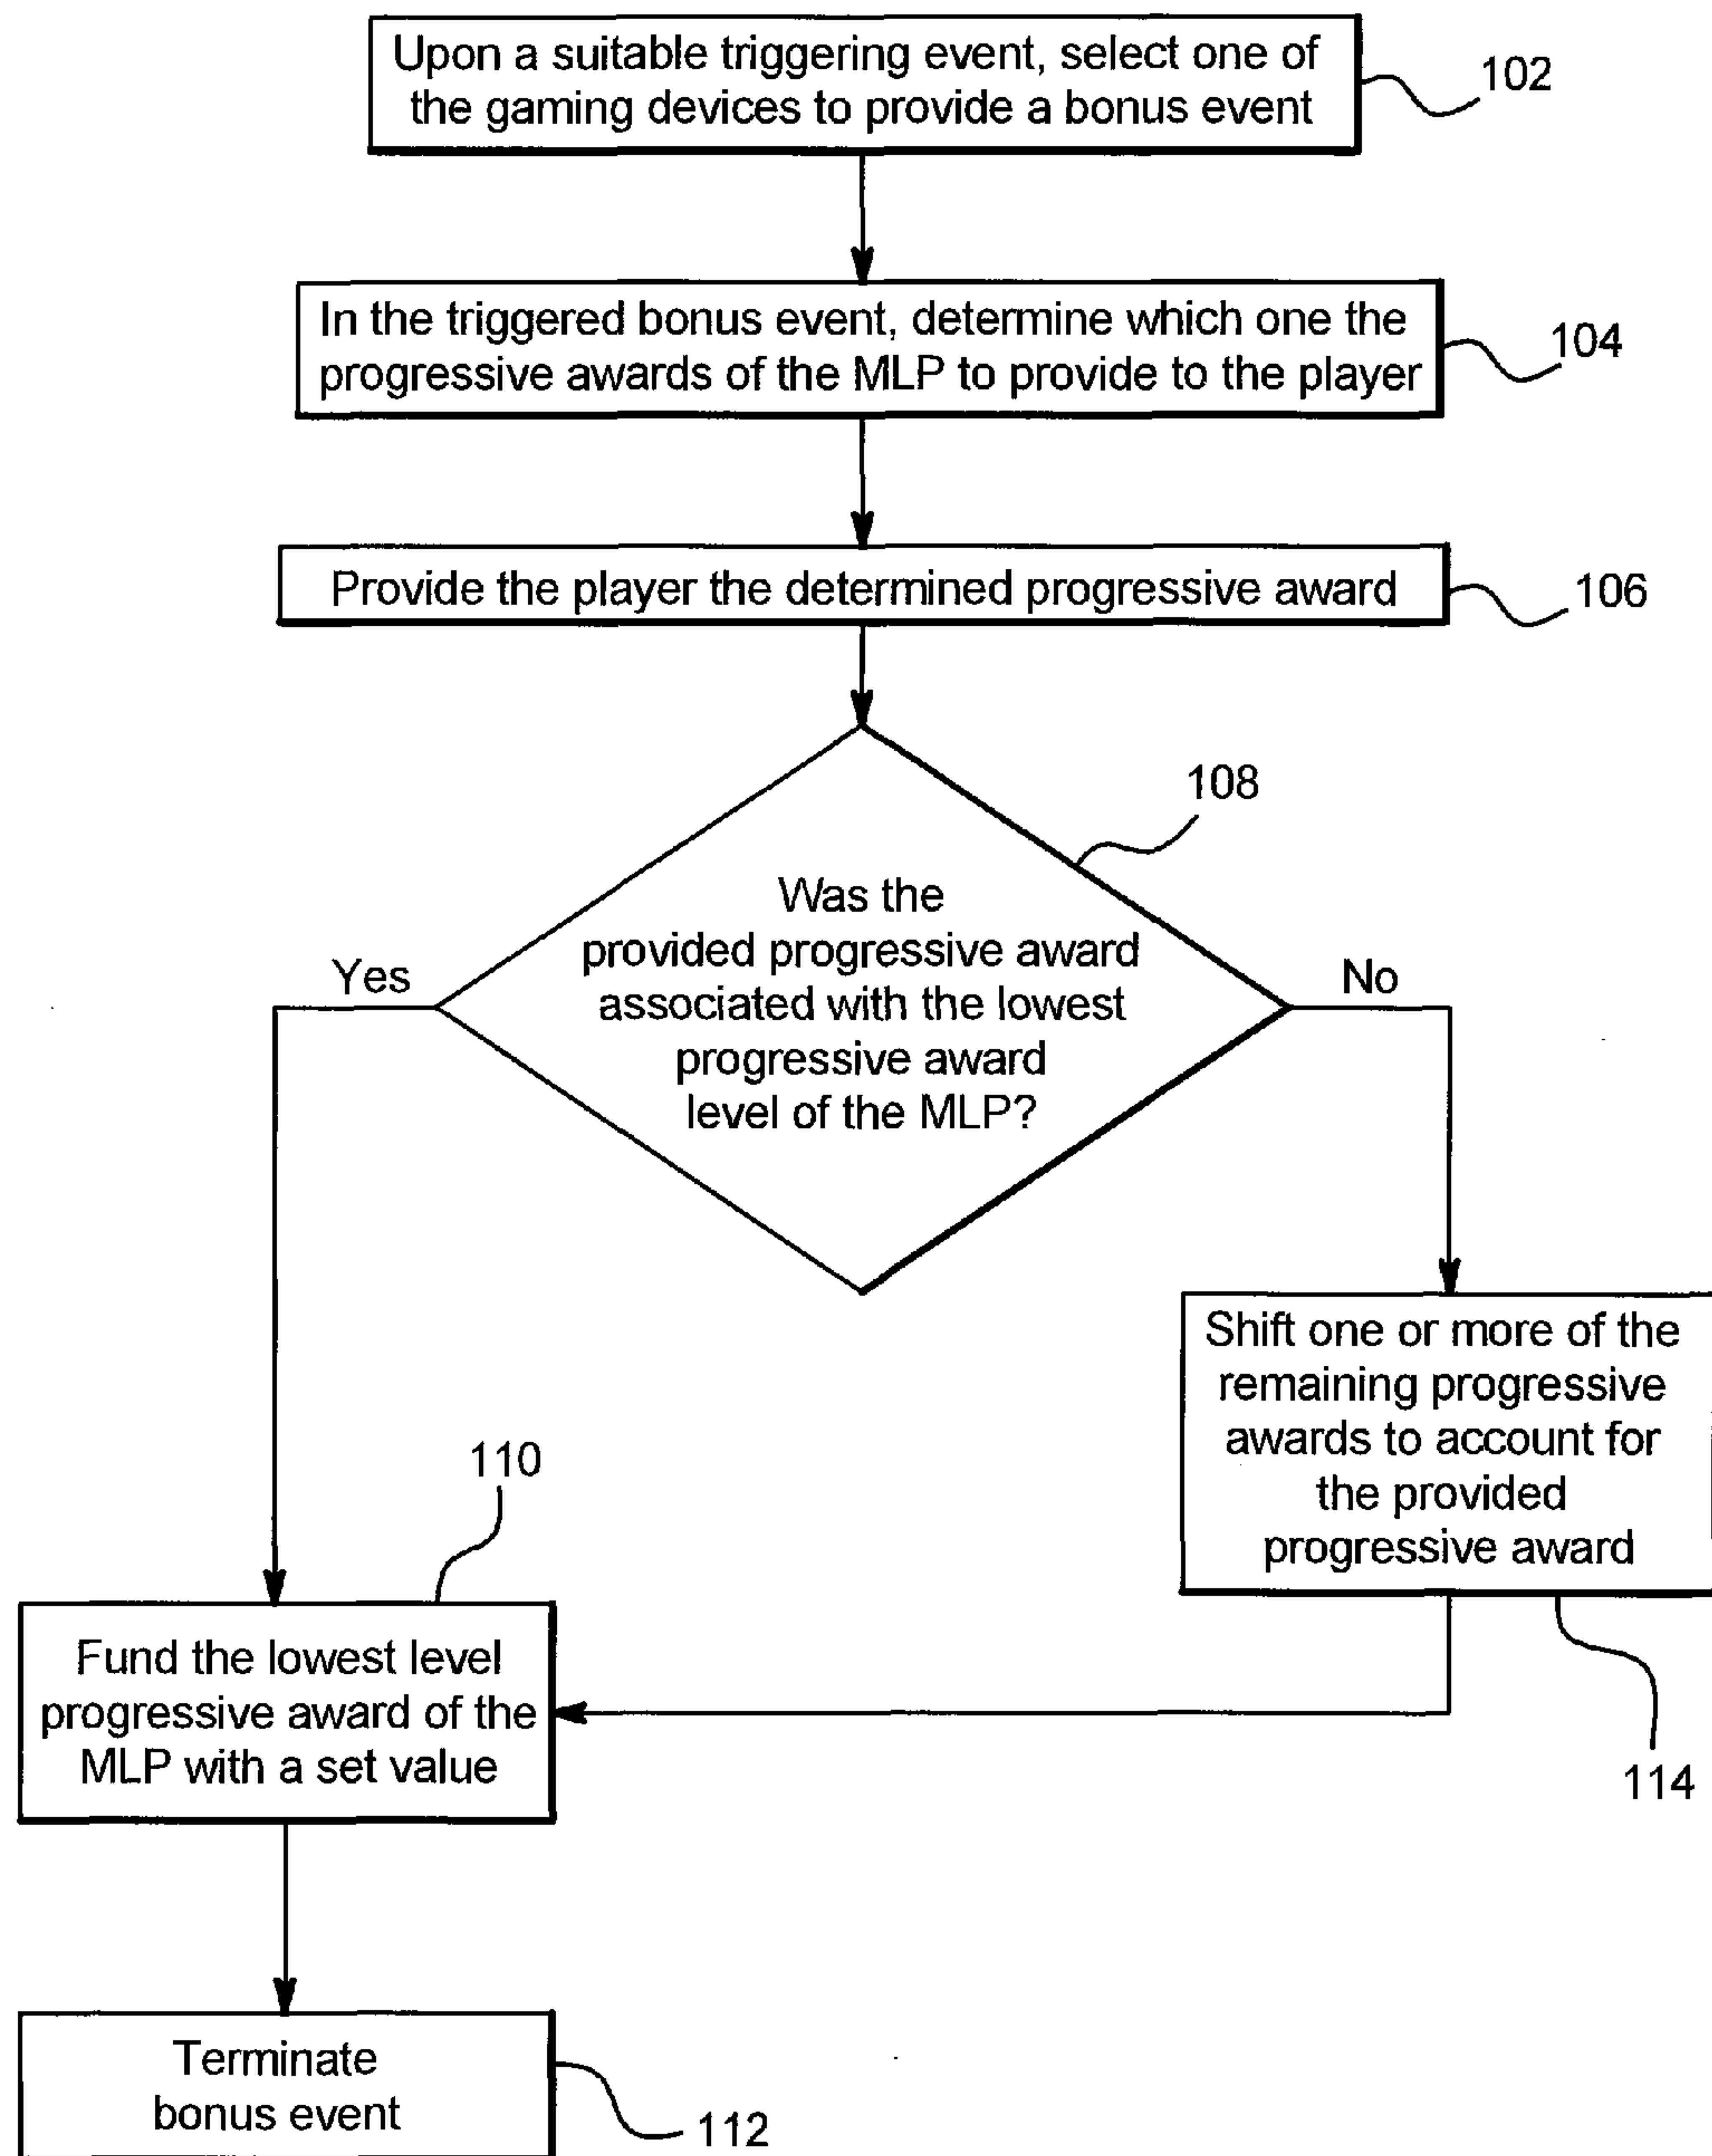 Upon a suitable triggering event, select one of
the gaming devices to provide a bonus event
102
In the triggered bonus event, determine which one the
progressive awards of the MLP to provide to the player
104
Provide the player the determined progressive award
106
108
Was the
provided progressive award
associated with the lowest
progressive award
level of the MLP?
Yes
No
Shift one or more of the
remaining progressive
awards to account for
the provided
progressive award
114
110
Fund the lowest level
progressive award of the
MLP with a set value
Terminate
bonus event
112